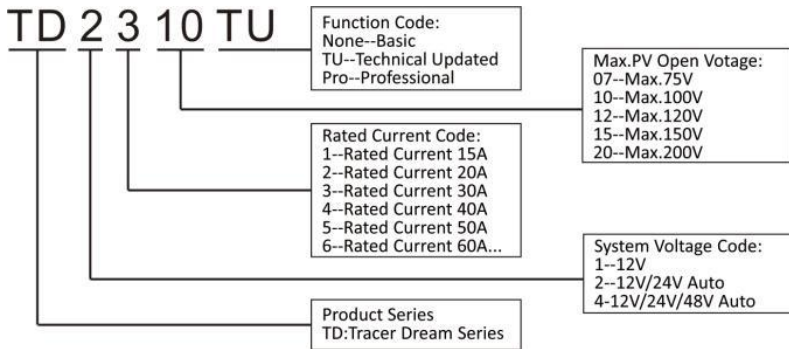 TD 2 3 10 TU
Function Code:
None--Basic
TU--Technical Updated
Pro--Professional
Max.PV Open Votage:
07--Max.75V
10--Max.100V
12--Max.120V
15--Max.150V
20--Max.200V
Rated Current Code:
1--Rated Current 15A
2--Rated Current 20A
3--Rated Current 30A
4--Rated Current 40A
5--Rated Current 50A
6--Rated Current 60A...
System Voltage Code:
1--12V
2--12V/24V Auto
4-12V/24V/48V Auto
Product Series
TD:Tracer Dream Series